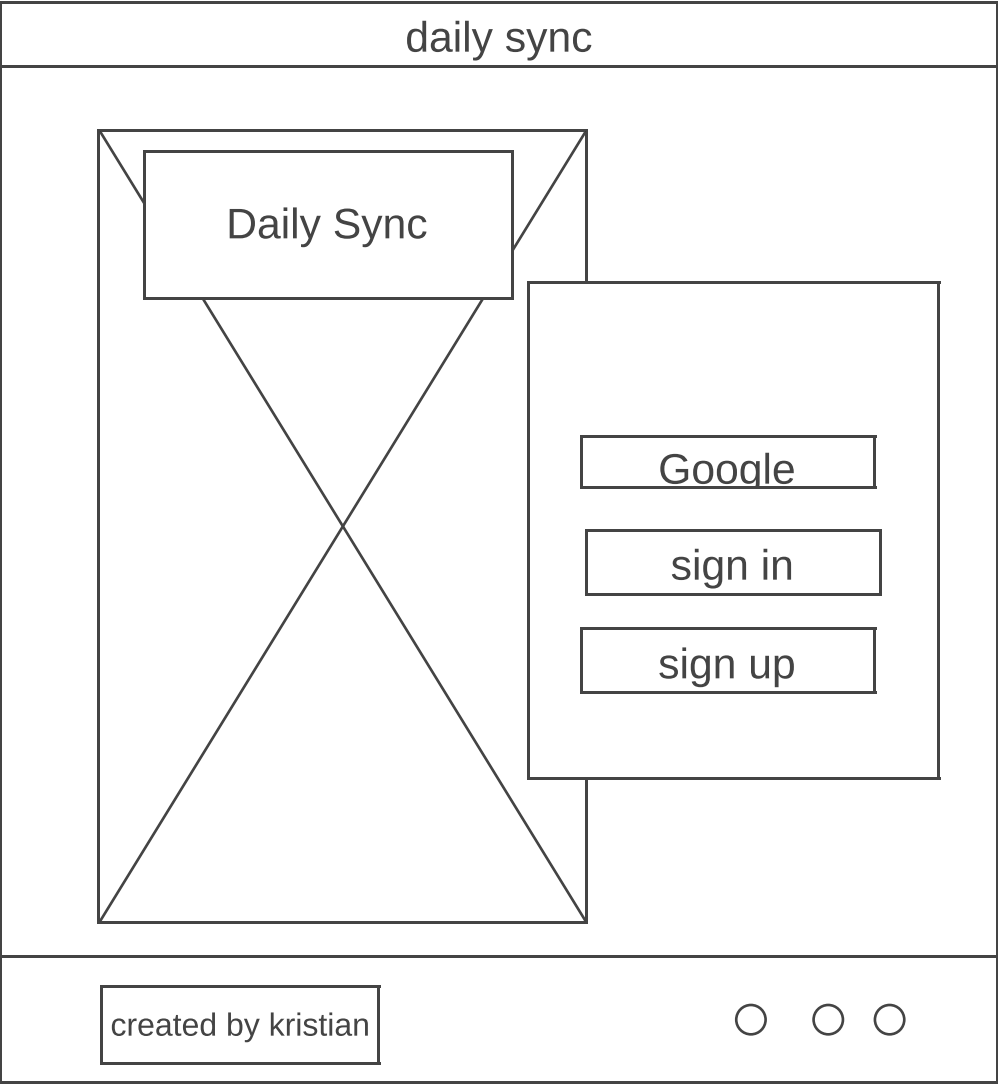 daily sync
Daily Sync
Google
sign in
sign up
created by kristian